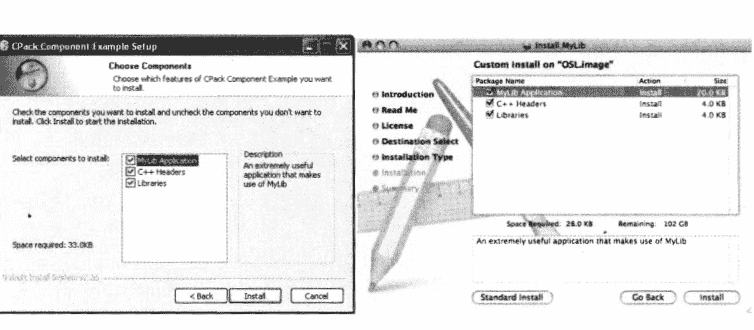 CPack Component Example Setup
Choose Components
Choose which features of CPack Component Example you want
to install.
Check the components you want to install and uncheck the components you don't want to
install. Click Install to start the installation.
Select components to install:
MyLib Application
C++ Headers
Libraries
Description
An extremely useful
application that makes
use of MyLib
Space required: 33.0KB
< Back
Install
Cancel
Install MyLib
Custom Install on "OSL.image"
Introduction
Read Me
License
Destination Select
Installation Type
Installation
Summary
Package Name Action Size
MyLib Application Install 20.0 KB
C++ Headers Install 4.0 KB
Libraries Install 4.0 KB
Space Required: 28.0 KB Remaining: 102 GB
An extremely useful application that makes use of MyLib
Standard Install
Go Back
Install